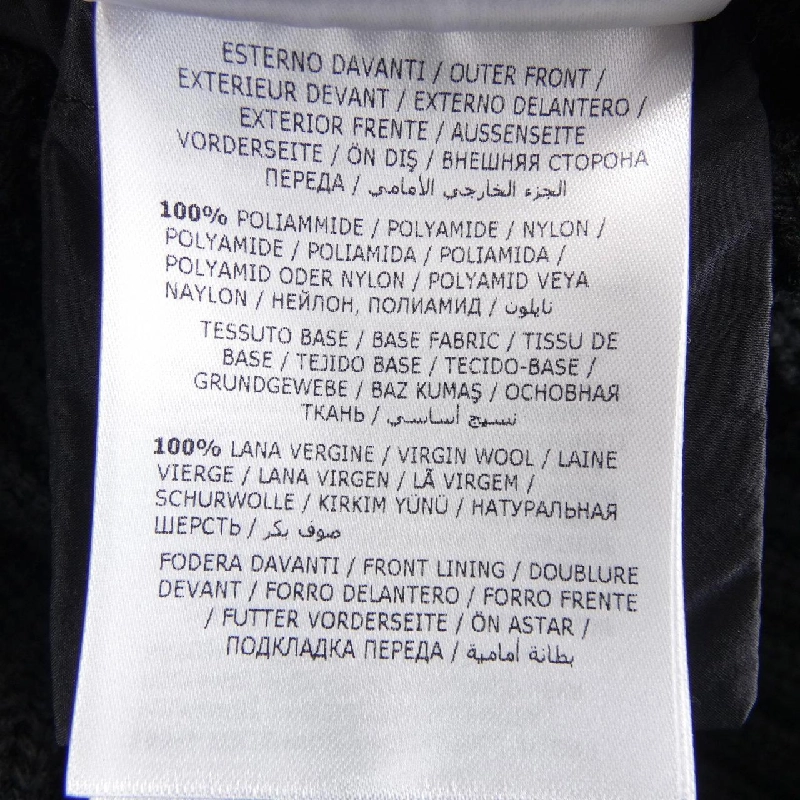 ESTERNO DAVANTI / OUTER FRONT /
EXTERIEUR DEVANT / EXTERNO DELANTERO /
EXTERIOR FRENTE / AUSSENSEITE
VORDERSEITE / ÖN DIŞ / ВНЕШНЯЯ СТОРОНА
ПЕРЕДА / الجزء الخارجي الأمامي
100% POLIAMMIDE / POLYAMIDE / NYLON /
POLYAMIDE / POLIAMIDA / POLIAMIDA /
POLYAMID ODER NYLON / POLYAMID VEYA
NAYLON / НЕЙЛОН, ПОЛИАМИД / نايلون
TESSUTO BASE / BASE FABRIC / TISSU DE
BASE / TEJIDO BASE / TECIDO-BASE /
GRUNDGEWEBE / BAZ KUMAŞ / ОСНОВНАЯ
ТКАНЬ / نسيج أساسي
100% LANA VERGINE / VIRGIN WOOL / LAINE
VIERGE / LANA VIRGEN / LÃ VIRGEM /
SCHURWOLLE / KIRKIM YÜNÜ / НАТУРАЛЬНАЯ
ШЕРСТЬ / صوف بكر
FODERA DAVANTI / FRONT LINING / DOUBLURE
DEVANT / FORRO DELANTERO / FORRO FRENTE
/ FUTTER VORDERSEITE / ÖN ASTAR /
ПОДКЛАДКА ПЕРЕДА / بطانة أمامية